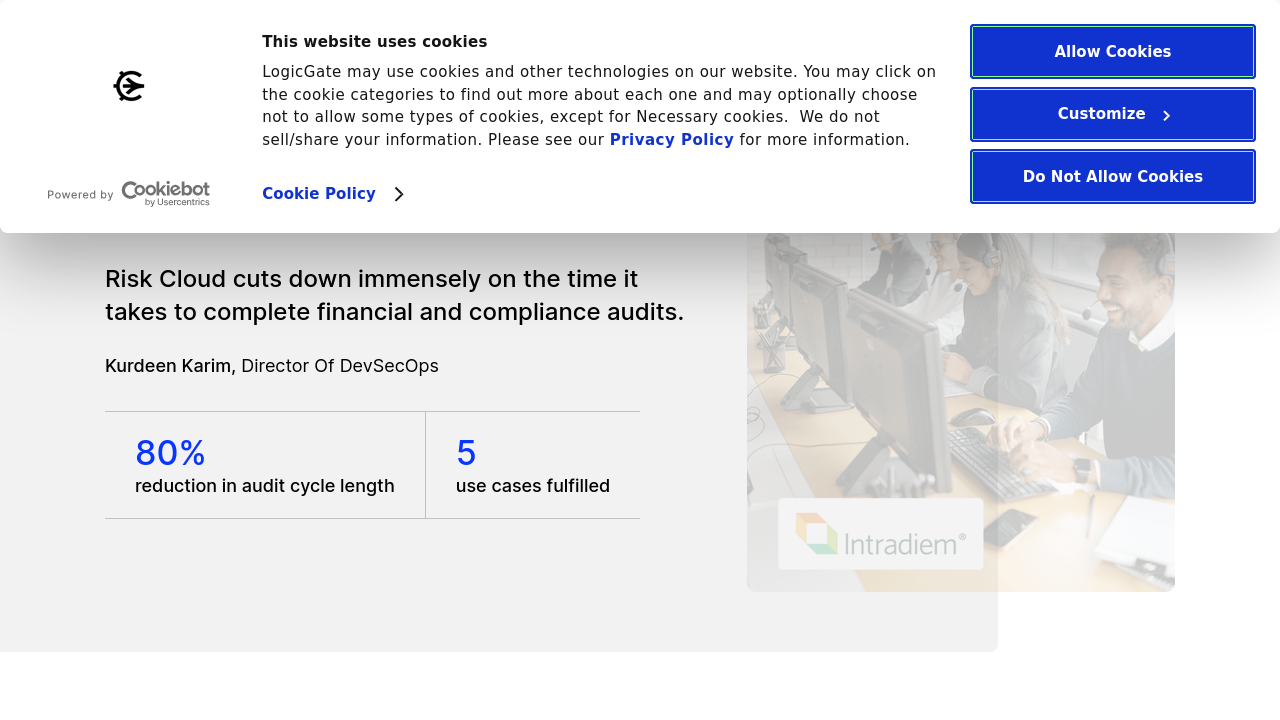 This website uses cookies
LogicGate may use cookies and other technologies on our website. You may click on
the cookie categories to find out more about each one and may optionally choose
not to allow some types of cookies, except for Necessary cookies.  We do not
sell/share your information. Please see our Privacy Policy for more information.
Cookie Policy
Powered by Cookiebot
by Usercentrics
Allow Cookies
Customize
Do Not Allow Cookies
Risk Cloud cuts down immensely on the time it
takes to complete financial and compliance audits.
Kurdeen Karim, Director Of DevSecOps
80%
reduction in audit cycle length
5
use cases fulfilled
Intradiem®